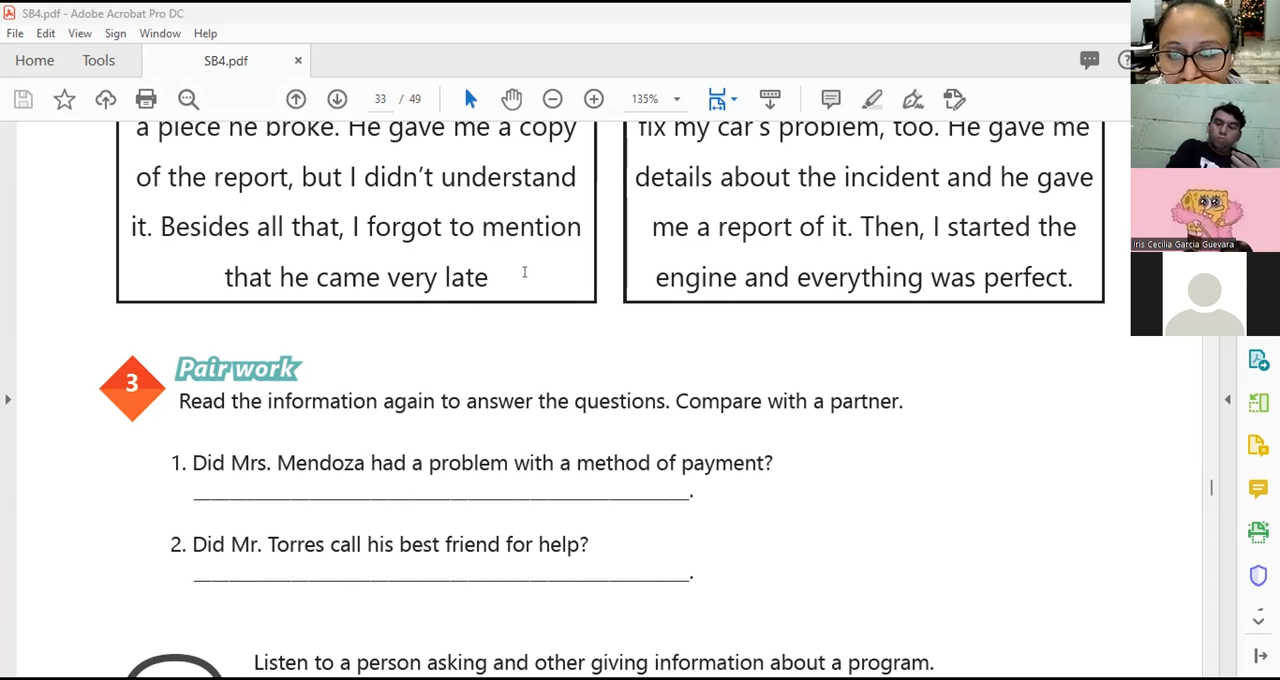 SB4.pdf - Adobe Acrobat Pro DC
File Edit View Sign Window Help
Home Tools SB4.pdf ×
33 / 49 135%
a piece he broke. He gave me a copy
of the report, but I didn't understand
it. Besides all that, I forgot to mention
that he came very late
fix my car's problem, too. He gave me
details about the incident and he gave
me a report of it. Then, I started the
engine and everything was perfect.
Iris Cecilia Garcia Guevara
3 Pair work
Read the information again to answer the questions. Compare with a partner.
1. Did Mrs. Mendoza had a problem with a method of payment?
2. Did Mr. Torres call his best friend for help?
Listen to a person asking and other giving information about a program.